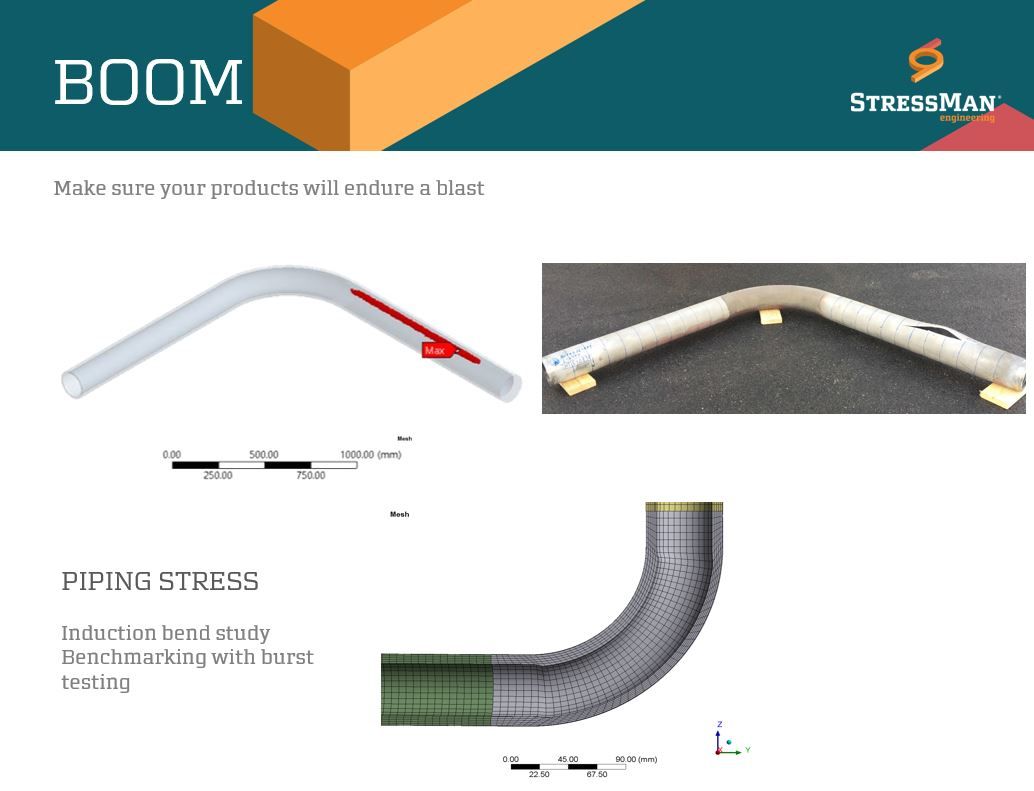 BOOM
STRESSMAN®
engineering
Make sure your products will endure a blast
Max
Mesh
0.00 500.00 1000.00 (mm)
250.00 750.00
Mesh
PIPING STRESS
Induction bend study
Benchmarking with burst
testing
Z
X
Y
0.00 45.00 90.00 (mm)
22.50 67.50